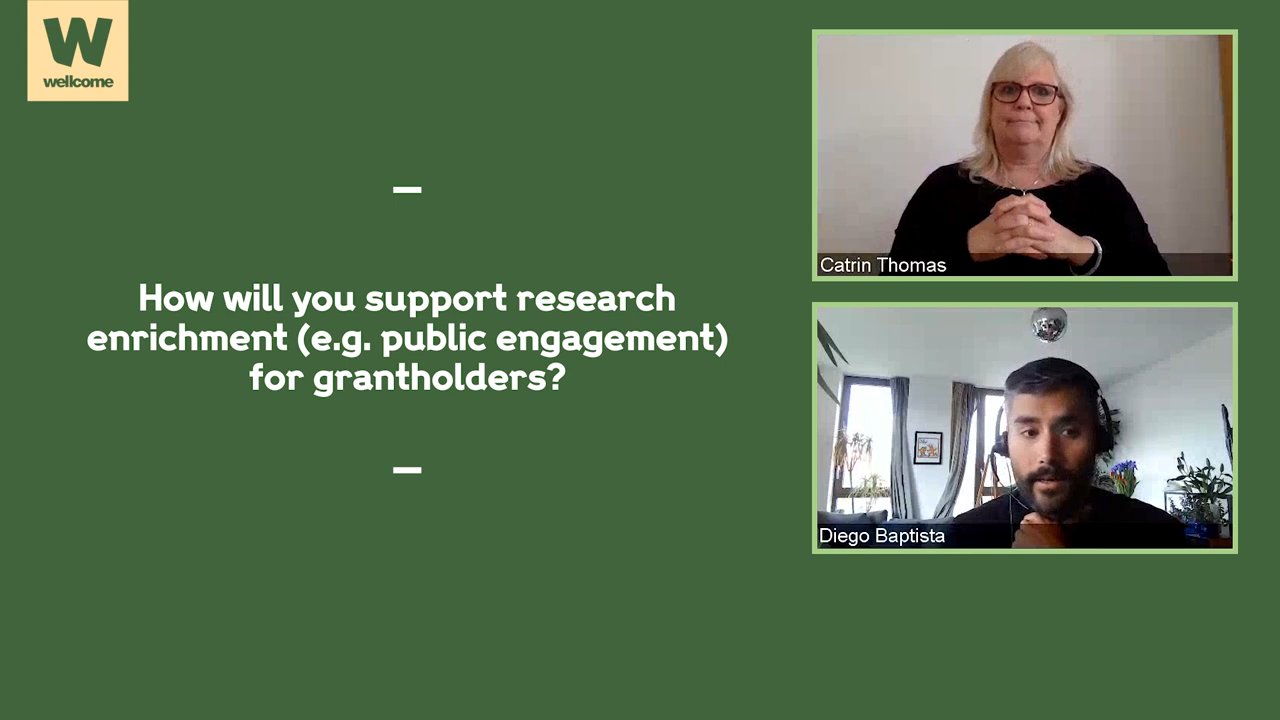 W
wellcome
How will you support research
enrichment (e.g. public engagement)
for grantholders?
Catrin Thomas
Diego Baptista